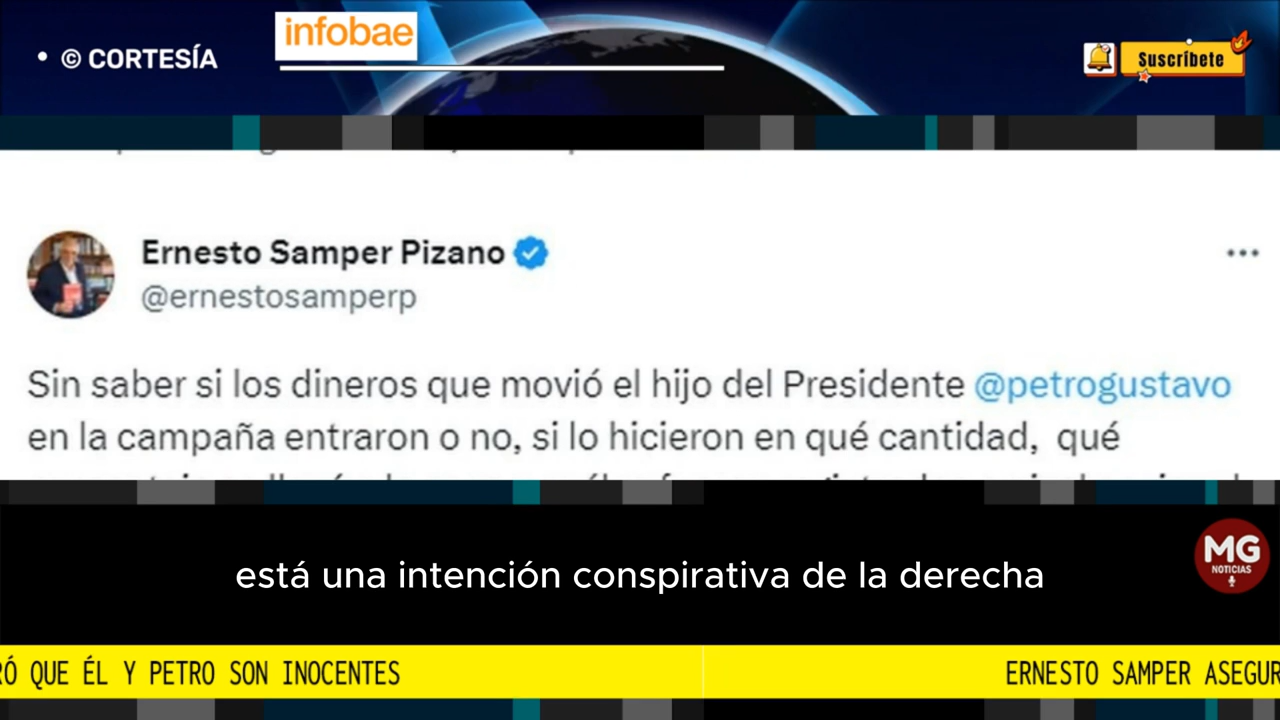 • © CORTESÍA
infobae
Suscríbete
Ernesto Samper Pizano
@ernestosamperp
Sin saber si los dineros que movió el hijo del Presidente @petrogustavo
en la campaña entraron o no, si lo hicieron en qué cantidad, qué
está una intención conspirativa de la derecha
MG
NOTICIAS
RÓ QUE ÉL Y PETRO SON INOCENTES
ERNESTO SAMPER ASEGUR